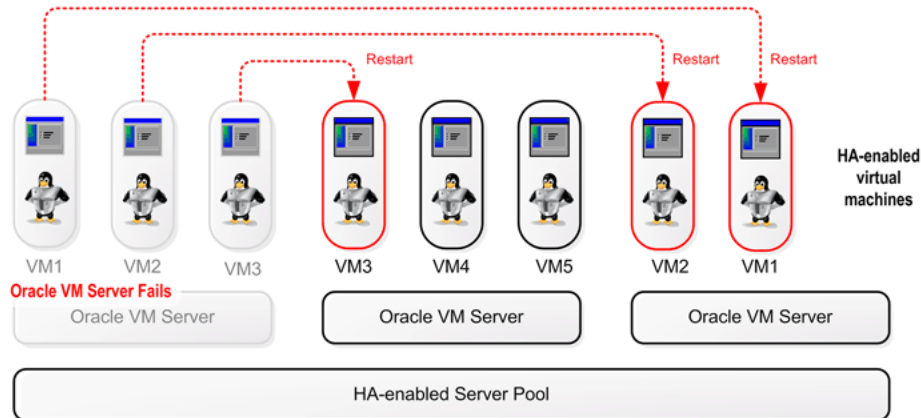 Restart
Restart
Restart
HA-enabled
virtual
machines
VM1
VM2
VM3
VM3
VM4
VM5
VM2
VM1
Oracle VM Server Fails
Oracle VM Server
Oracle VM Server
Oracle VM Server
HA-enabled Server Pool